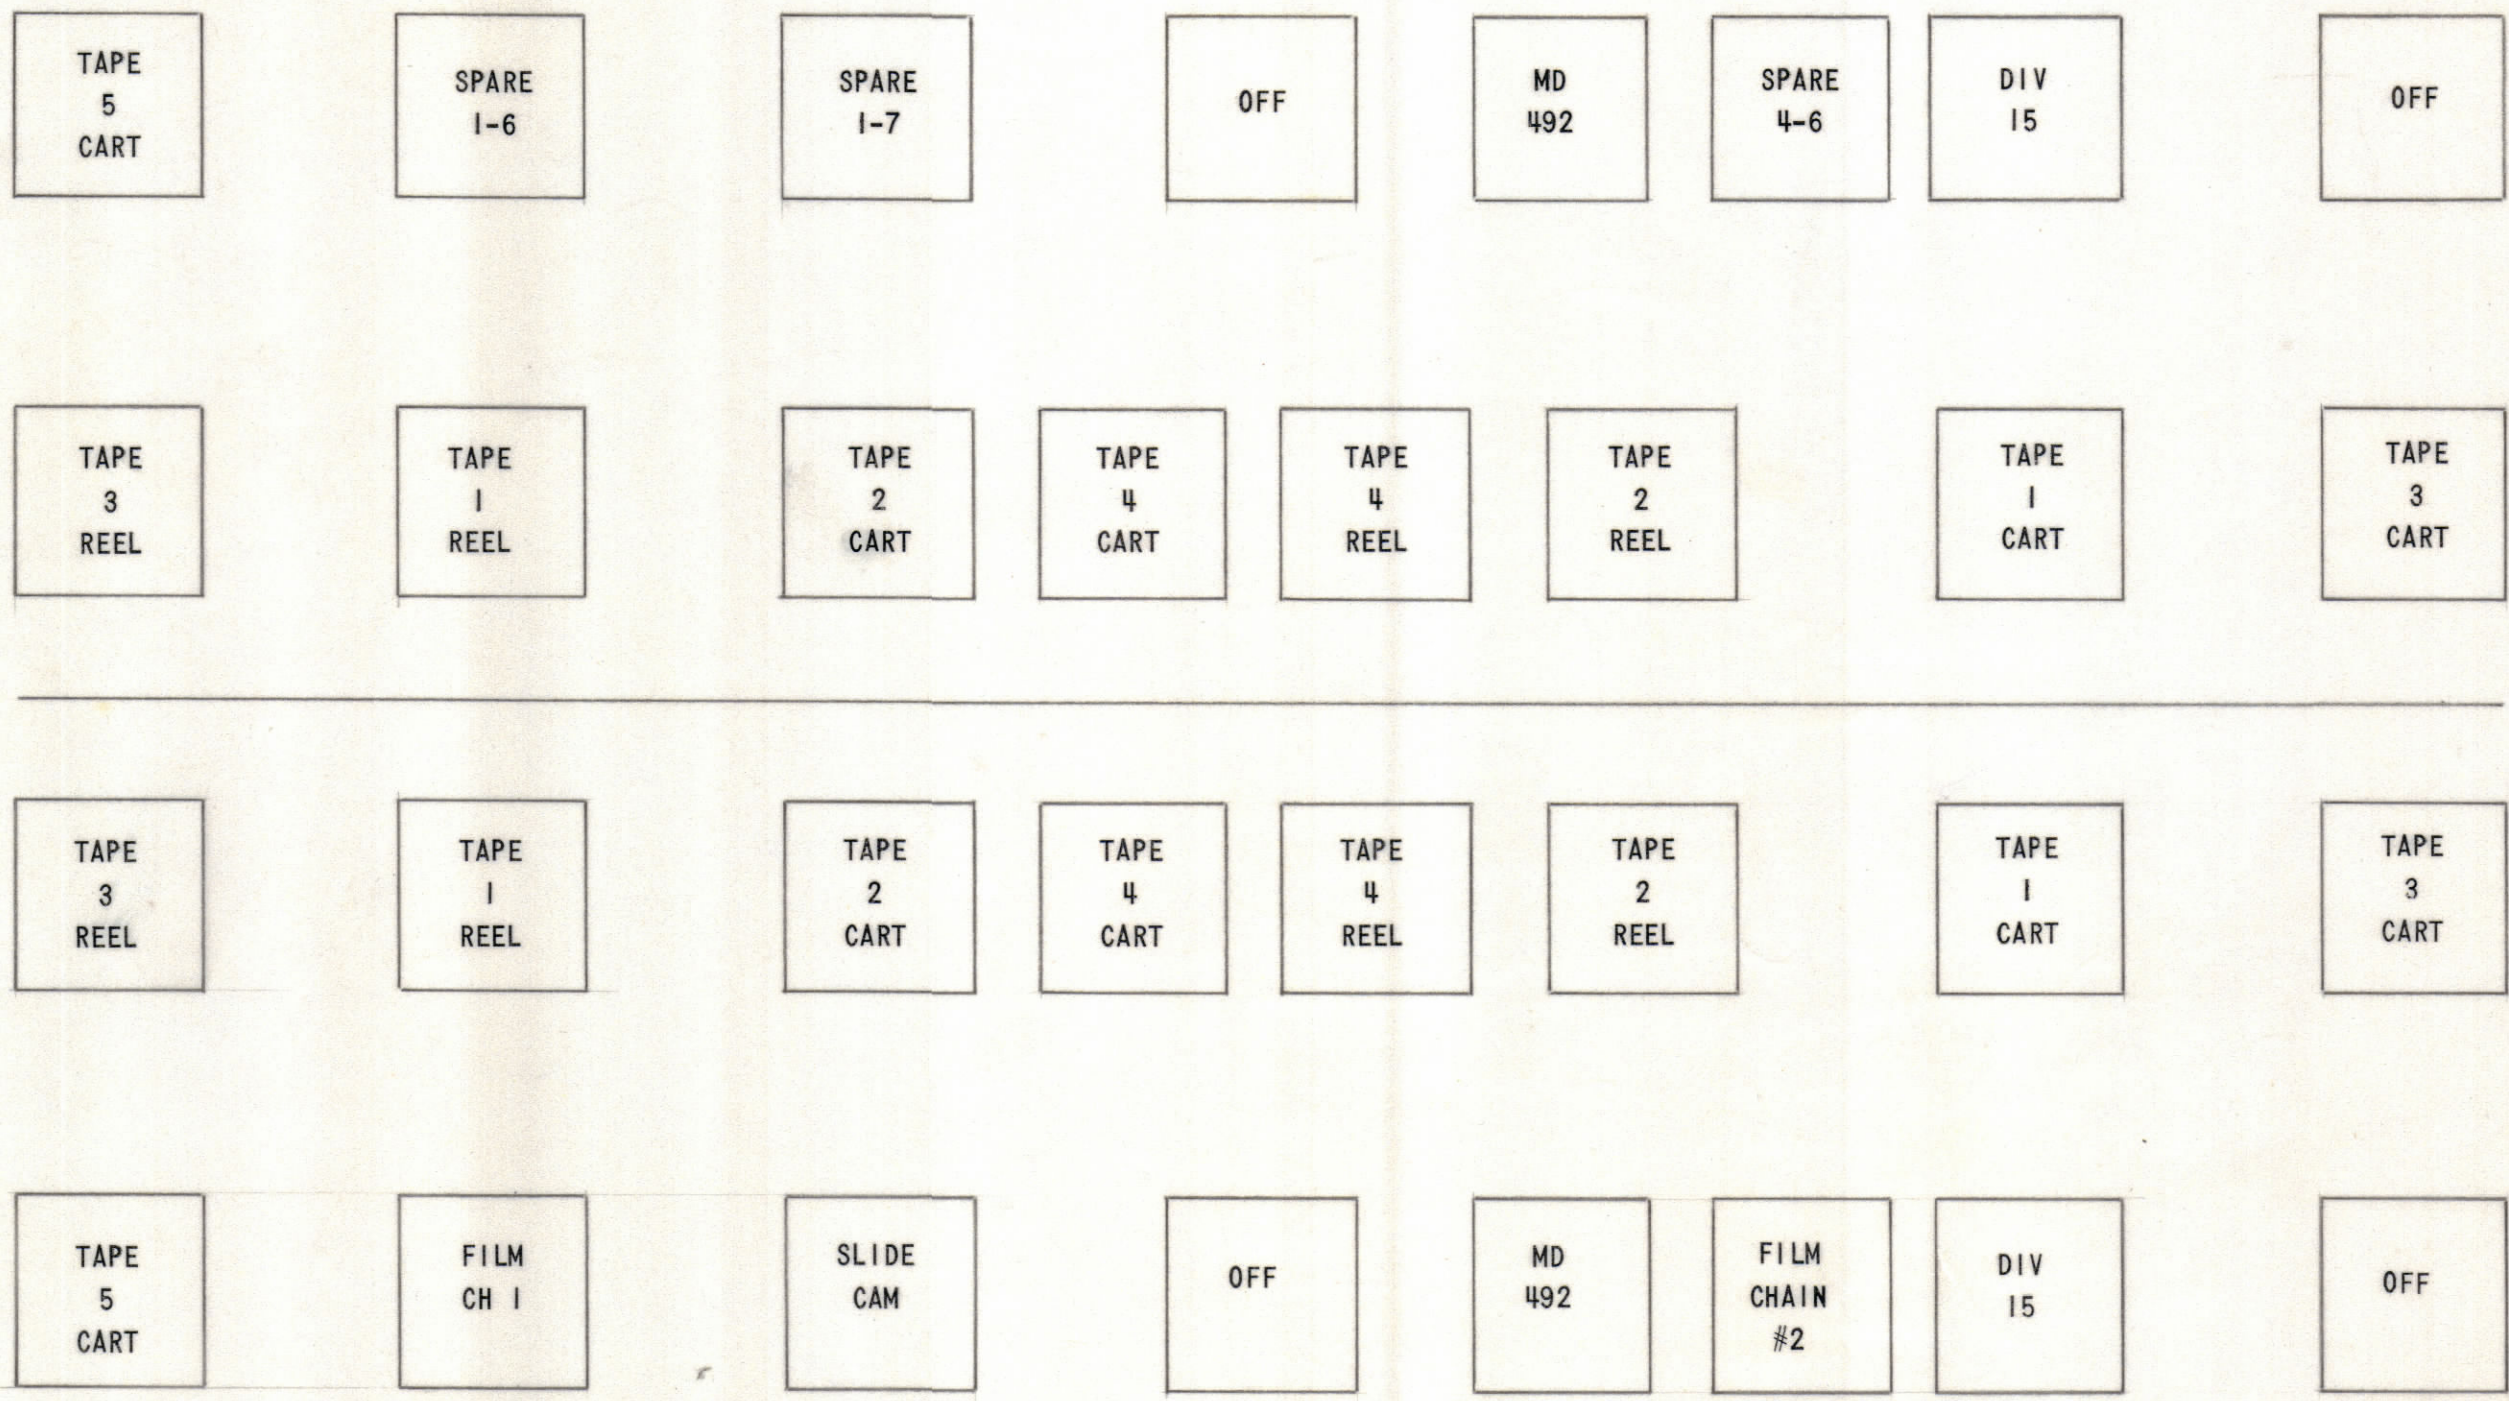 TAPE
5
CART
SPARE
1-6
SPARE
1-7
OFF
MD
492
SPARE
4-6
DIV
15
OFF
TAPE
3
REEL
TAPE
1
REEL
TAPE
2
CART
TAPE
4
CART
TAPE
4
REEL
TAPE
2
REEL
TAPE
1
CART
TAPE
3
CART
TAPE
3
REEL
TAPE
1
REEL
TAPE
2
CART
TAPE
4
CART
TAPE
4
REEL
TAPE
2
REEL
TAPE
1
CART
TAPE
3
CART
TAPE
5
CART
FILM
CH 1
SLIDE
CAM
OFF
MD
492
FILM
CHAIN
#2
DIV
15
OFF